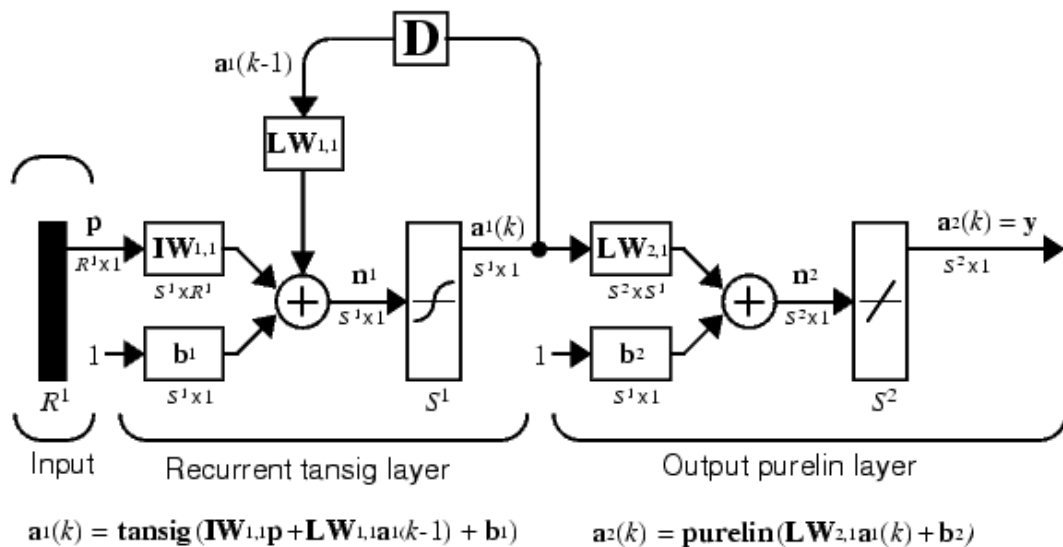 D
a¹(k-1)
LW₁,₁
p
R¹x1
IW₁,₁
S¹xR¹
n¹
S¹x1
a¹(k)
S¹x1
LW₂,₁
S²xS¹
n²
S²x1
a²(k) = y
S²x1
1
b¹
S¹x1
1
b²
S¹x1
R¹
S¹
S²
Input
Recurrent tansig layer
Output purelin layer
a₁(k) = tansig (IW₁,₁p +LW₁,₁a₁(k-1) + b₁)
a₂(k) = purelin (LW₂,₁a₁(k) + b₂)